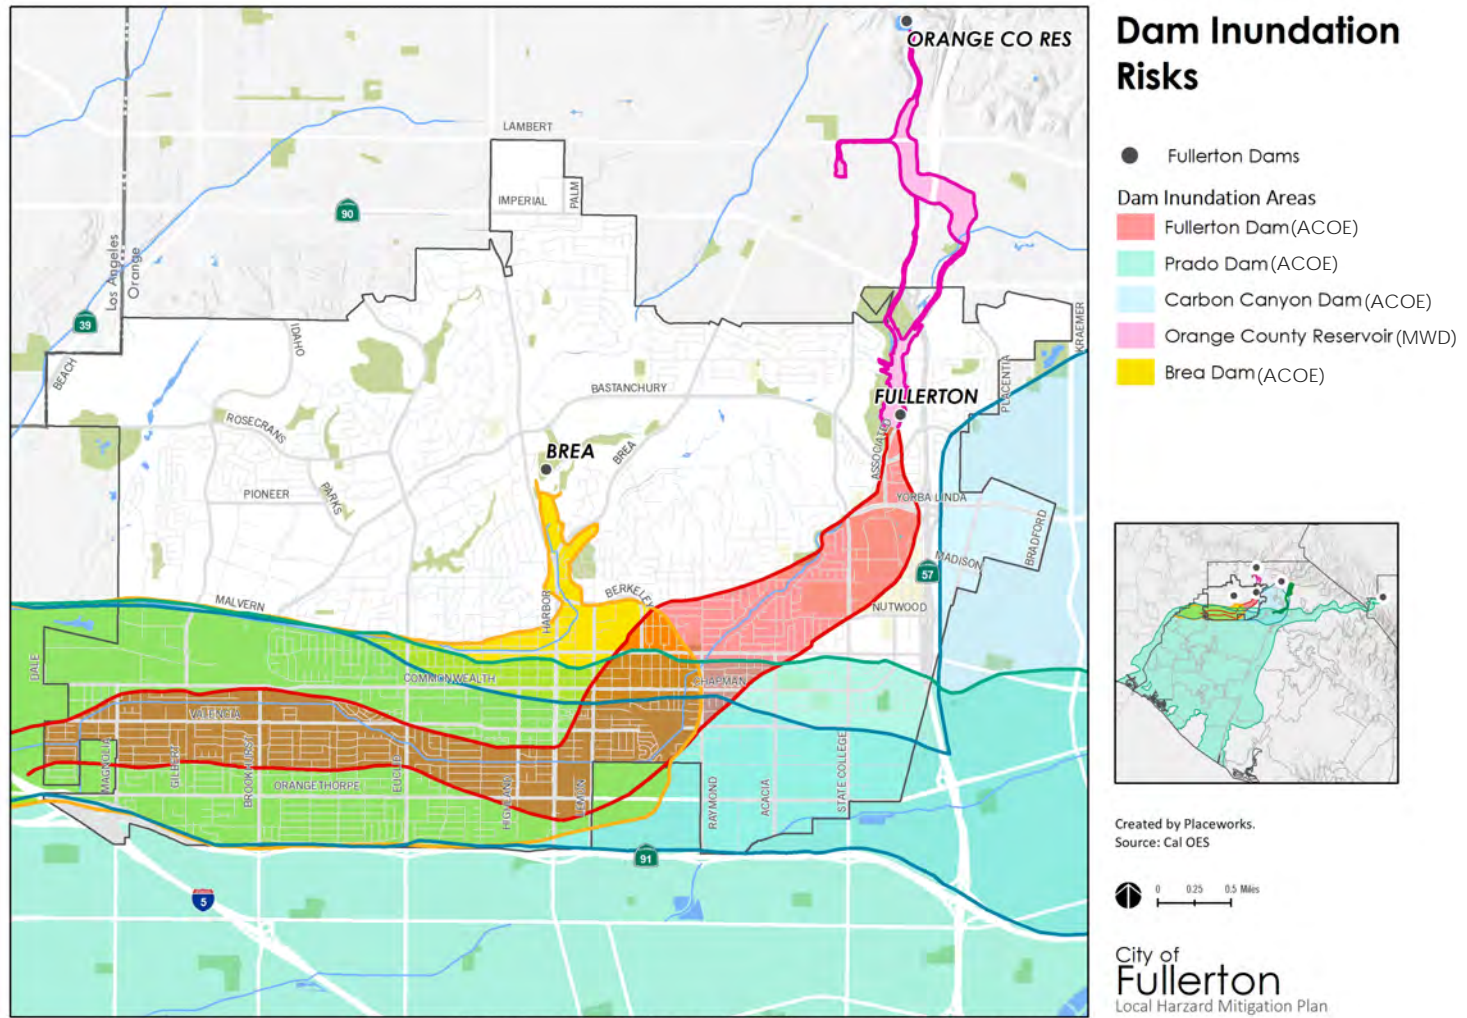 ORANGE CO RES
LAMBERT
IMPERIAL
PALM
90
Los Angeles
Orange
39
BEACH
IDAHO
KRAEMER
PLACENTIA
BASTANCHURY
FULLERTON
ROSECRANS
BREA
BREA
ASSOCIATED
PIONEER
PARKS
YORBA LINDA
BRADFORD
MADISON
57
MALVERN
HARBOR
BERKELEY
NUTWOOD
DALE
COMMONWEALTH
CHAPMAN
VALENCIA
MAGNOLIA
GILBERT
BROOKHURST
EUCLID
ORANGETHORPE
HIGHLAND
LEMON
RAYMOND
ACACIA
STATE COLLEGE
91
5
Dam Inundation
Risks
Fullerton Dams
Dam Inundation Areas
Fullerton Dam (ACOE)
Prado Dam (ACOE)
Carbon Canyon Dam (ACOE)
Orange County Reservoir (MWD)
Brea Dam (ACOE)
Created by Placeworks.
Source: Cal OES
0 0.25 0.5 Miles
City of
Fullerton
Local Harzard Mitigation Plan